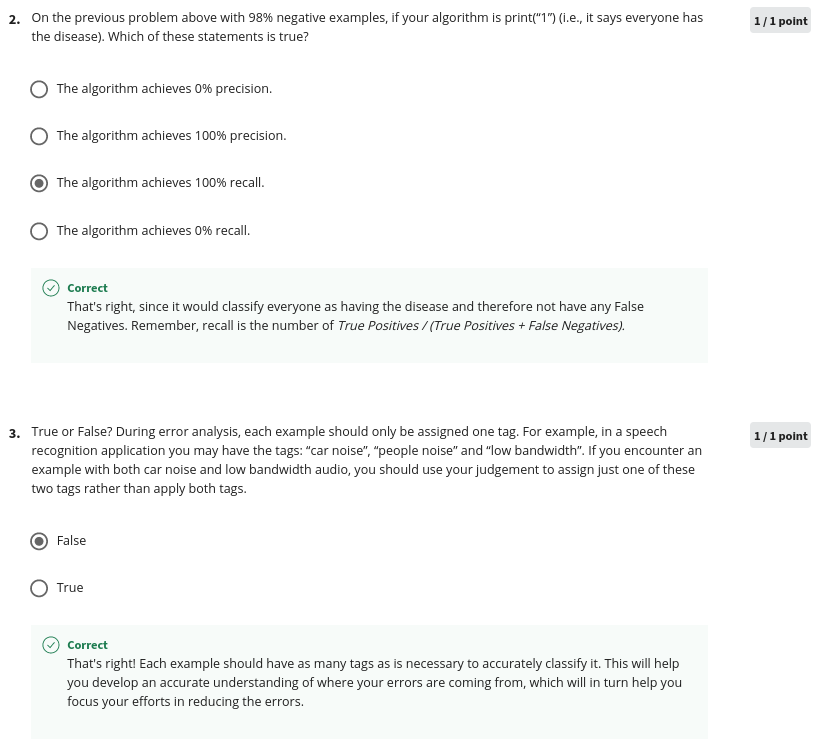 2. On the previous problem above with 98% negative examples, if your algorithm is print(“1”) (i.e., it says everyone has
the disease). Which of these statements is true?
1 / 1 point
The algorithm achieves 0% precision.
The algorithm achieves 100% precision.
The algorithm achieves 100% recall.
The algorithm achieves 0% recall.
Correct
That's right, since it would classify everyone as having the disease and therefore not have any False
Negatives. Remember, recall is the number of True Positives / (True Positives + False Negatives).
3. True or False? During error analysis, each example should only be assigned one tag. For example, in a speech
recognition application you may have the tags: “car noise”, “people noise” and “low bandwidth”. If you encounter an
example with both car noise and low bandwidth audio, you should use your judgement to assign just one of these
two tags rather than apply both tags.
1 / 1 point
False
True
Correct
That's right! Each example should have as many tags as is necessary to accurately classify it. This will help
you develop an accurate understanding of where your errors are coming from, which will in turn help you
focus your efforts in reducing the errors.